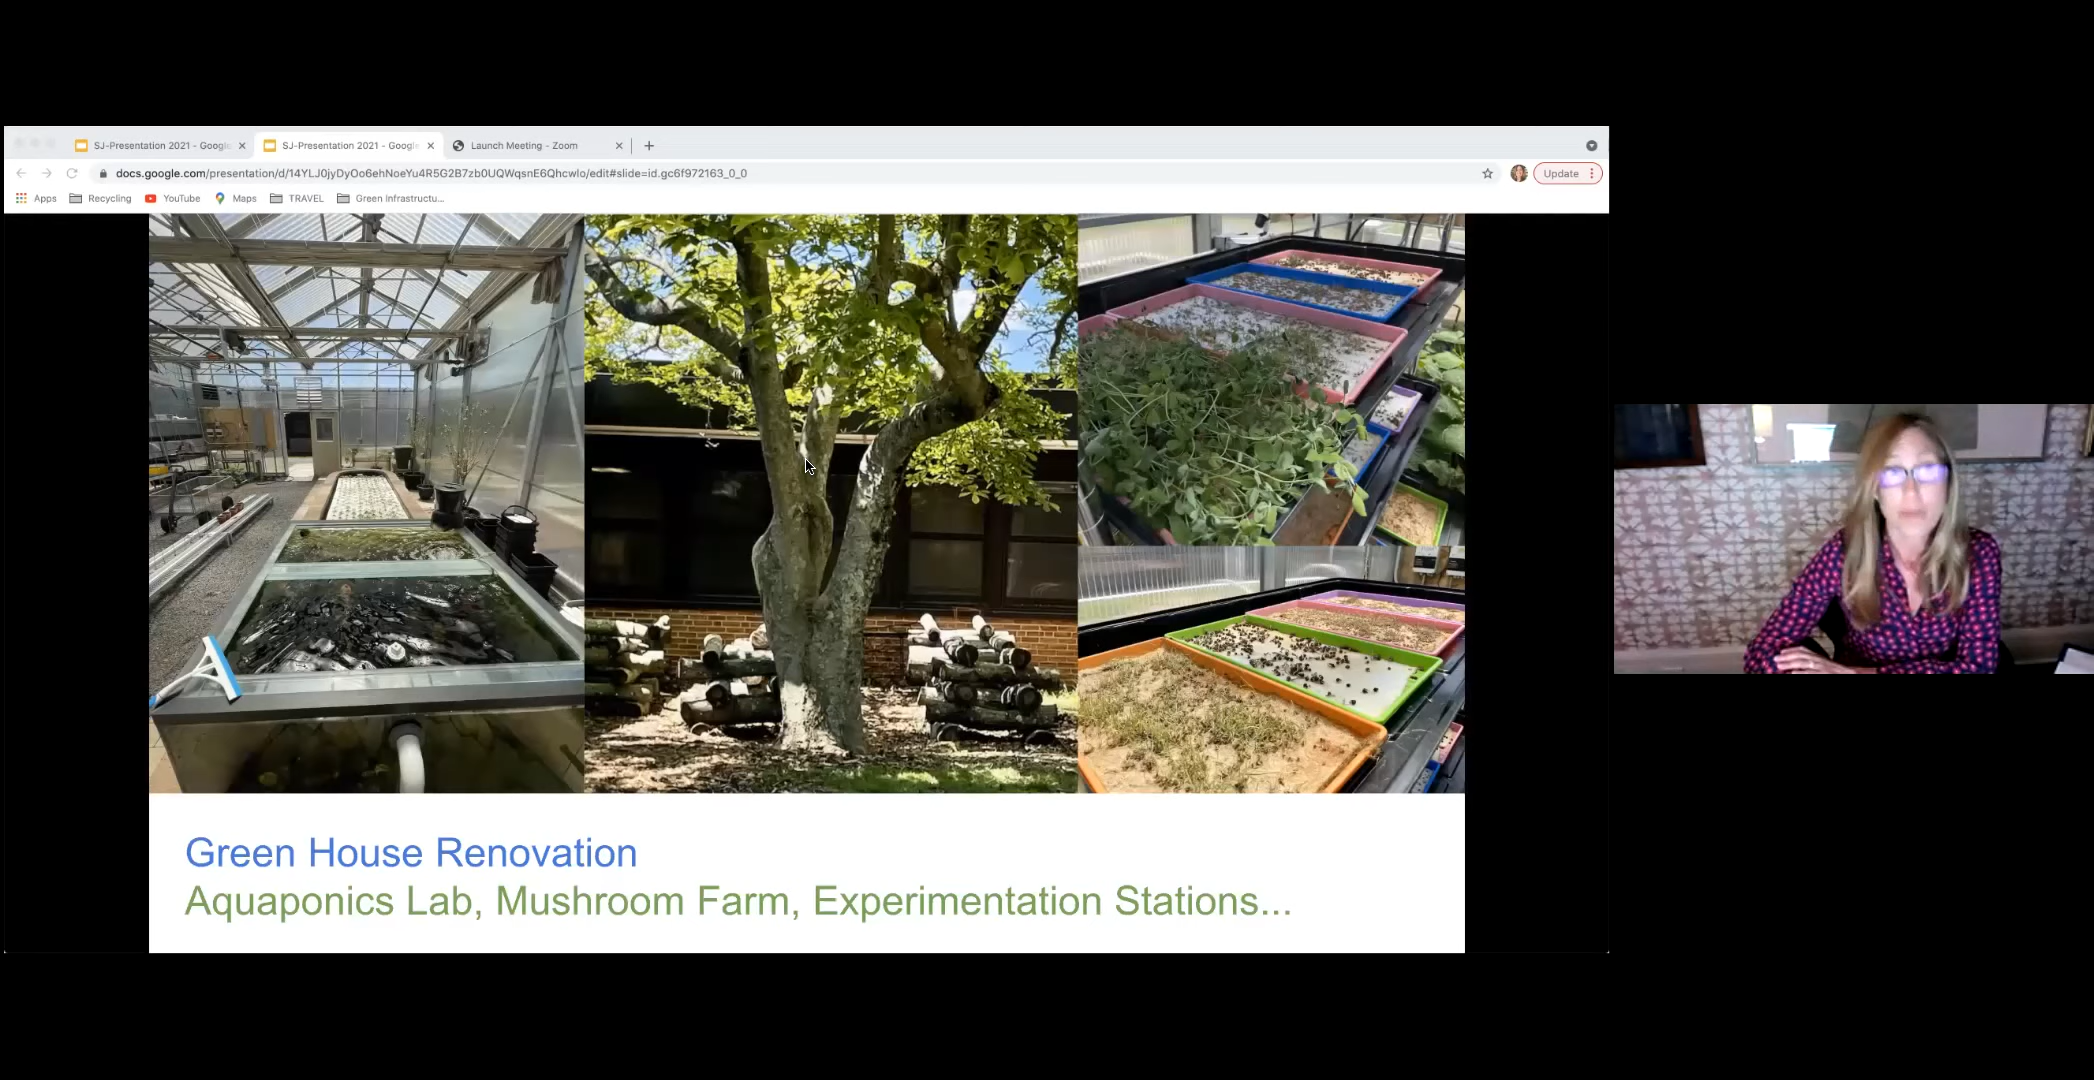 SJ-Presentation 2021 - Google
SJ-Presentation 2021 - Google
Launch Meeting - Zoom
docs.google.com/presentation/d/14YLJ0jyDyOo6ehNoeYu4R5G2B7zb0UQWqsnE6Qhcwlo/edit#slide=id.gc6f972163_0_0
Update
Apps
Recycling
YouTube
Maps
TRAVEL
Green Infrastructu...
Green House Renovation
Aquaponics Lab, Mushroom Farm, Experimentation Stations...